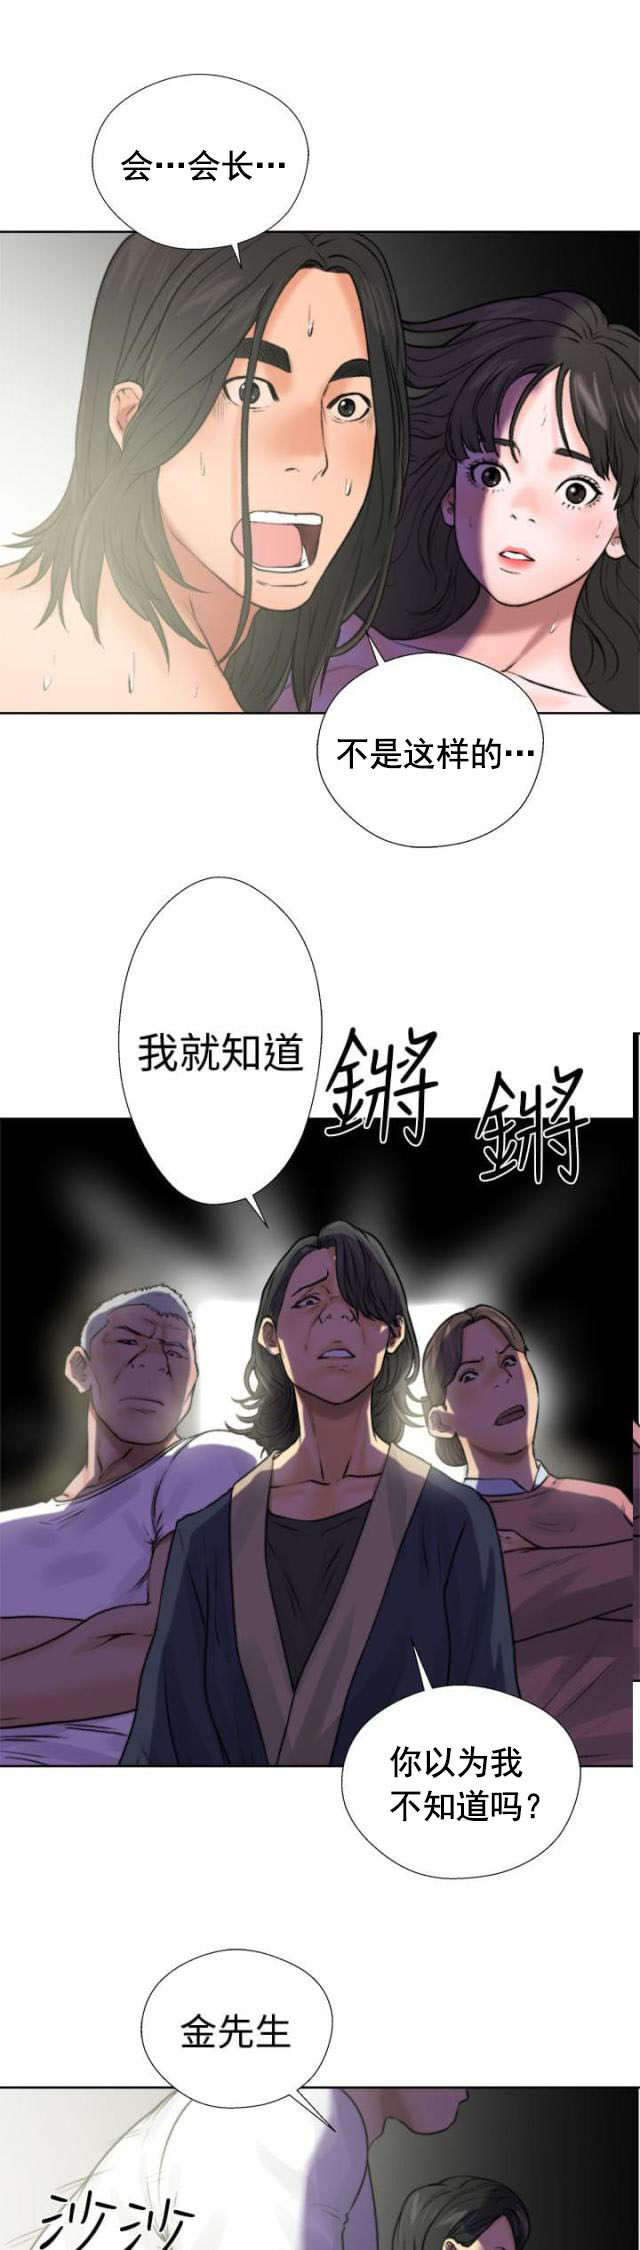 会…会长…
不是这样的…
我就知道
鏘
鏘
你以为我
不知道吗？
金先生
沙沙